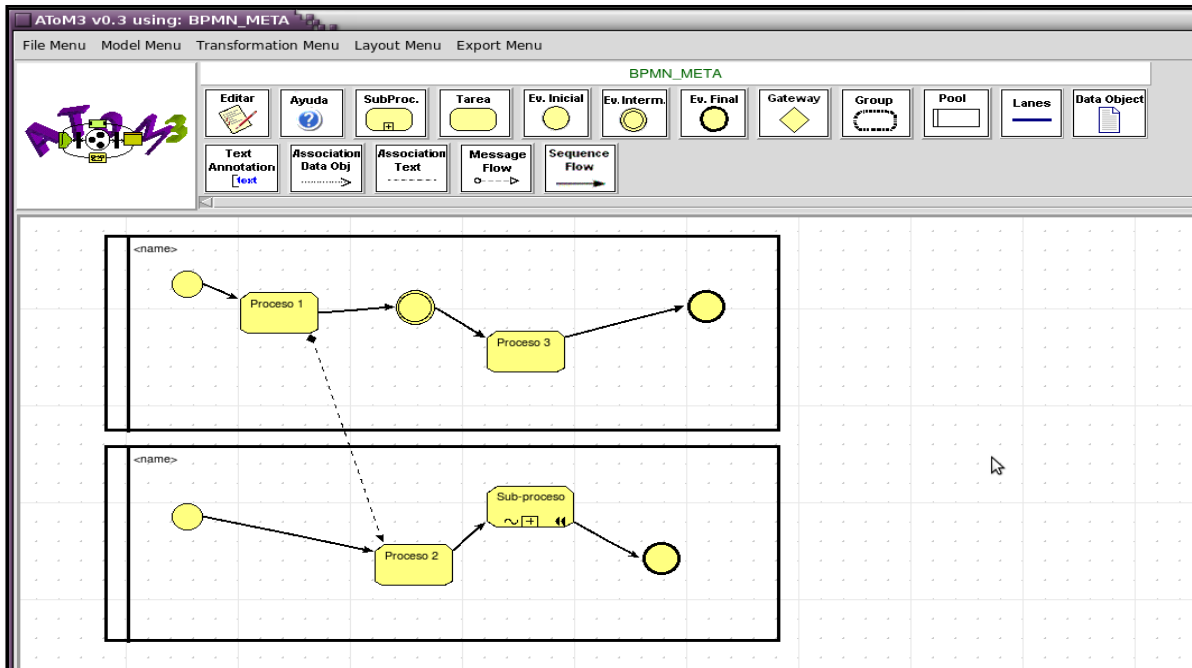 AToM3 v0.3 using: BPMN_META
File Menu Model Menu Transformation Menu Layout Menu Export Menu
BPMN_META
AToM3
Editar Ayuda SubProc. Tarea Ev. Inicial Ev. Interm. Ev. Final Gateway Group Pool Lanes Data Object
Text Annotation
[text
Association Data Obj
Association Text
Message Flow
Sequence Flow
<name>
Proceso 1
Proceso 3
<name>
Sub-proceso
Proceso 2